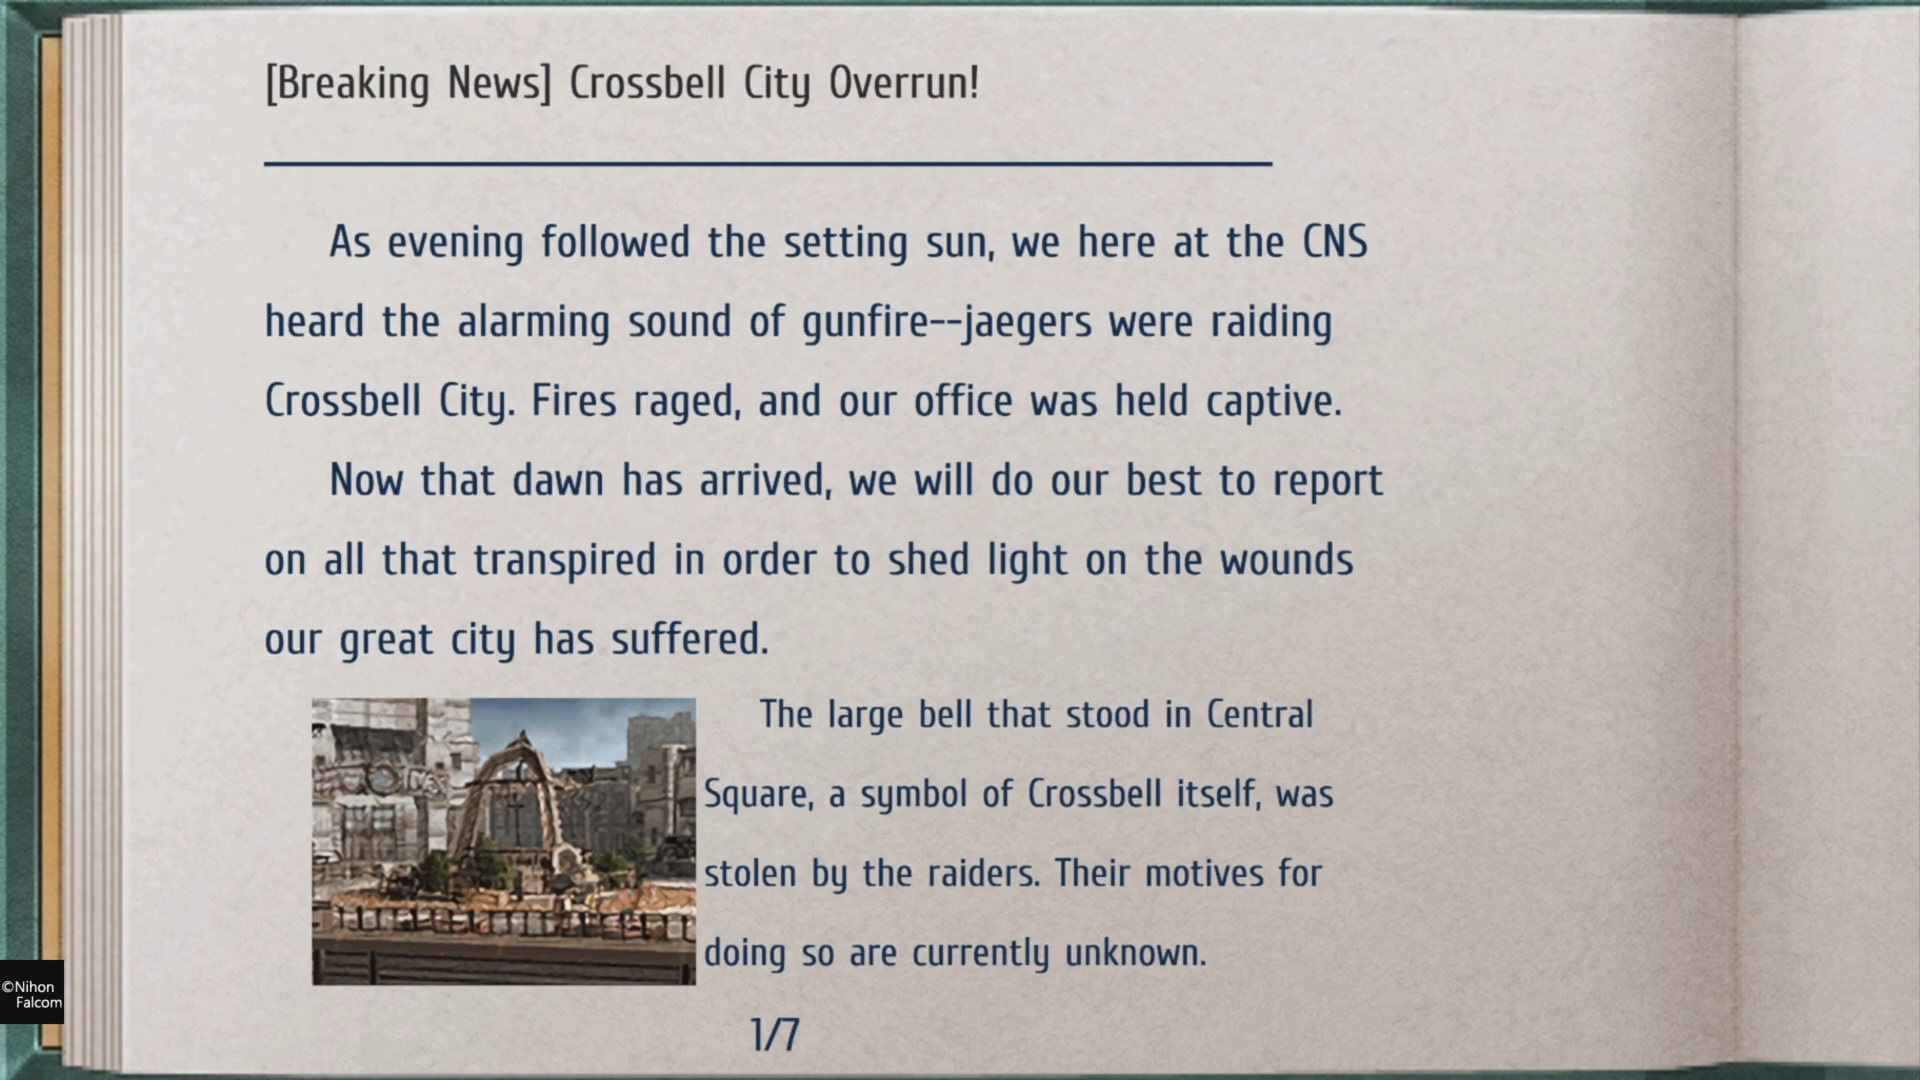 [Breaking News] Crossbell City Overrun!
As evening followed the setting sun, we here at the CNS
heard the alarming sound of gunfire--jaegers were raiding
Crossbell City. Fires raged, and our office was held captive.
Now that dawn has arrived, we will do our best to report
on all that transpired in order to shed light on the wounds
our great city has suffered.
The large bell that stood in Central
Square, a symbol of Crossbell itself, was
stolen by the raiders. Their motives for
doing so are currently unknown.
1/7
©Nihon
Falcom